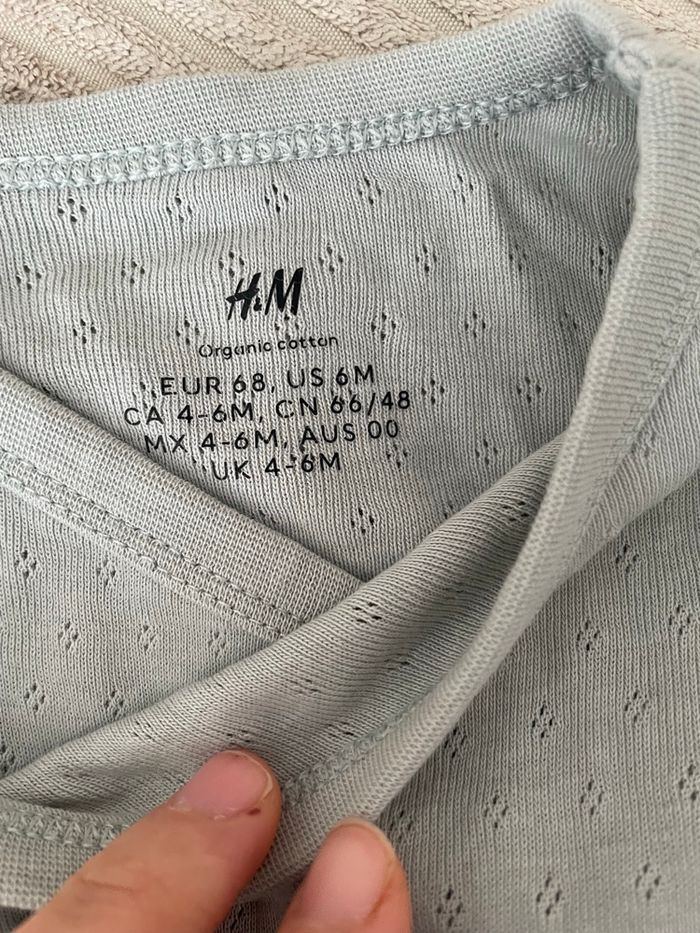 H&M
Organic cotton
EUR 68, US 6M
CA 4-6M, CN 66/48
MX 4-6M, AUS 00
UK 4-6M